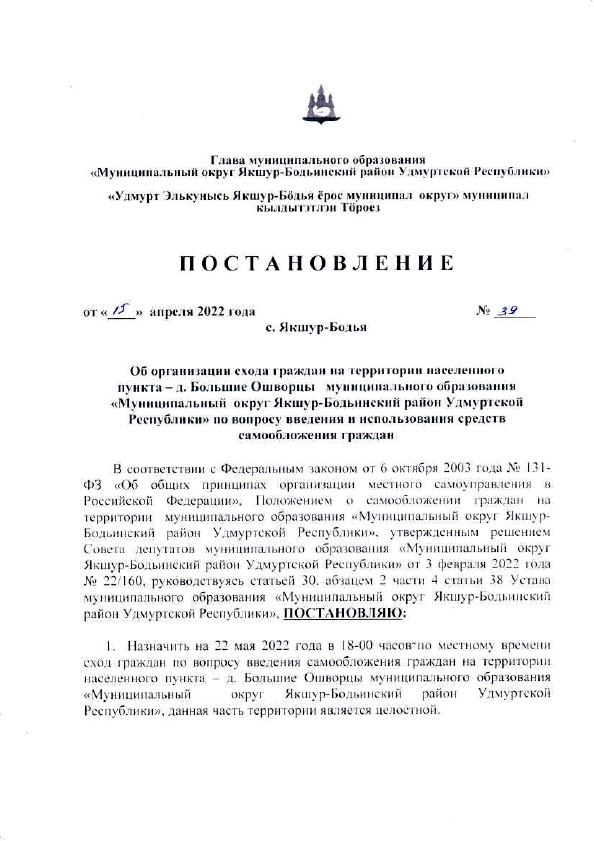 Глава муниципального образования
«Муниципальный округ Якшур-Бодьинский район Удмуртской Республики»
«Удмурт Элькунысь Якшур-Бӧдья ёрос муниципал округ» муниципал
кылдытэтлэн Тӧроез
П О С Т А Н О В Л Е Н И Е
от «15» апреля 2022 года № 39
с. Якшур-Бодья
Об организации схода граждан на территории населенного
пункта – д. Большие Ошворцы муниципального образования
«Муниципальный округ Якшур-Бодьинский район Удмуртской
Республики» по вопросу введения и использования средств
самообложения граждан
В соответствии с Федеральным законом от 6 октября 2003 года № 131-
ФЗ «Об общих принципах организации местного самоуправления в
Российской Федерации», Положением о самообложении граждан на
территории муниципального образования «Муниципальный округ Якшур-
Бодьинский район Удмуртской Республики», утвержденным решением
Совета депутатов муниципального образования «Муниципальный округ
Якшур-Бодьинский район Удмуртской Республики» от 3 февраля 2022 года
№ 22/160, руководствуясь статьей 30, абзацем 2 части 4 статьи 38 Устава
муниципального образования «Муниципальный округ Якшур-Бодьинский
район Удмуртской Республики», ПОСТАНОВЛЯЮ:
1. Назначить на 22 мая 2022 года в 18-00 часов по местному времени
сход граждан по вопросу введения самообложения граждан на территории
населенного пункта – д. Большие Ошворцы муниципального образования
«Муниципальный округ Якшур-Бодьинский район Удмуртской
Республики», данная часть территории является целостной.